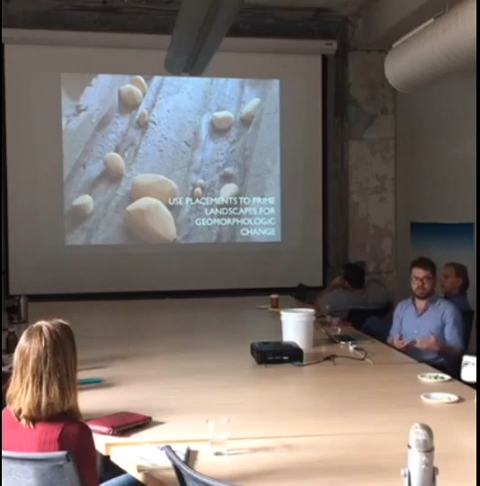 USE PLACEMENTS TO PRIME
LANDSCAPES FOR
GEOMORPHOLOGIC
CHANGE